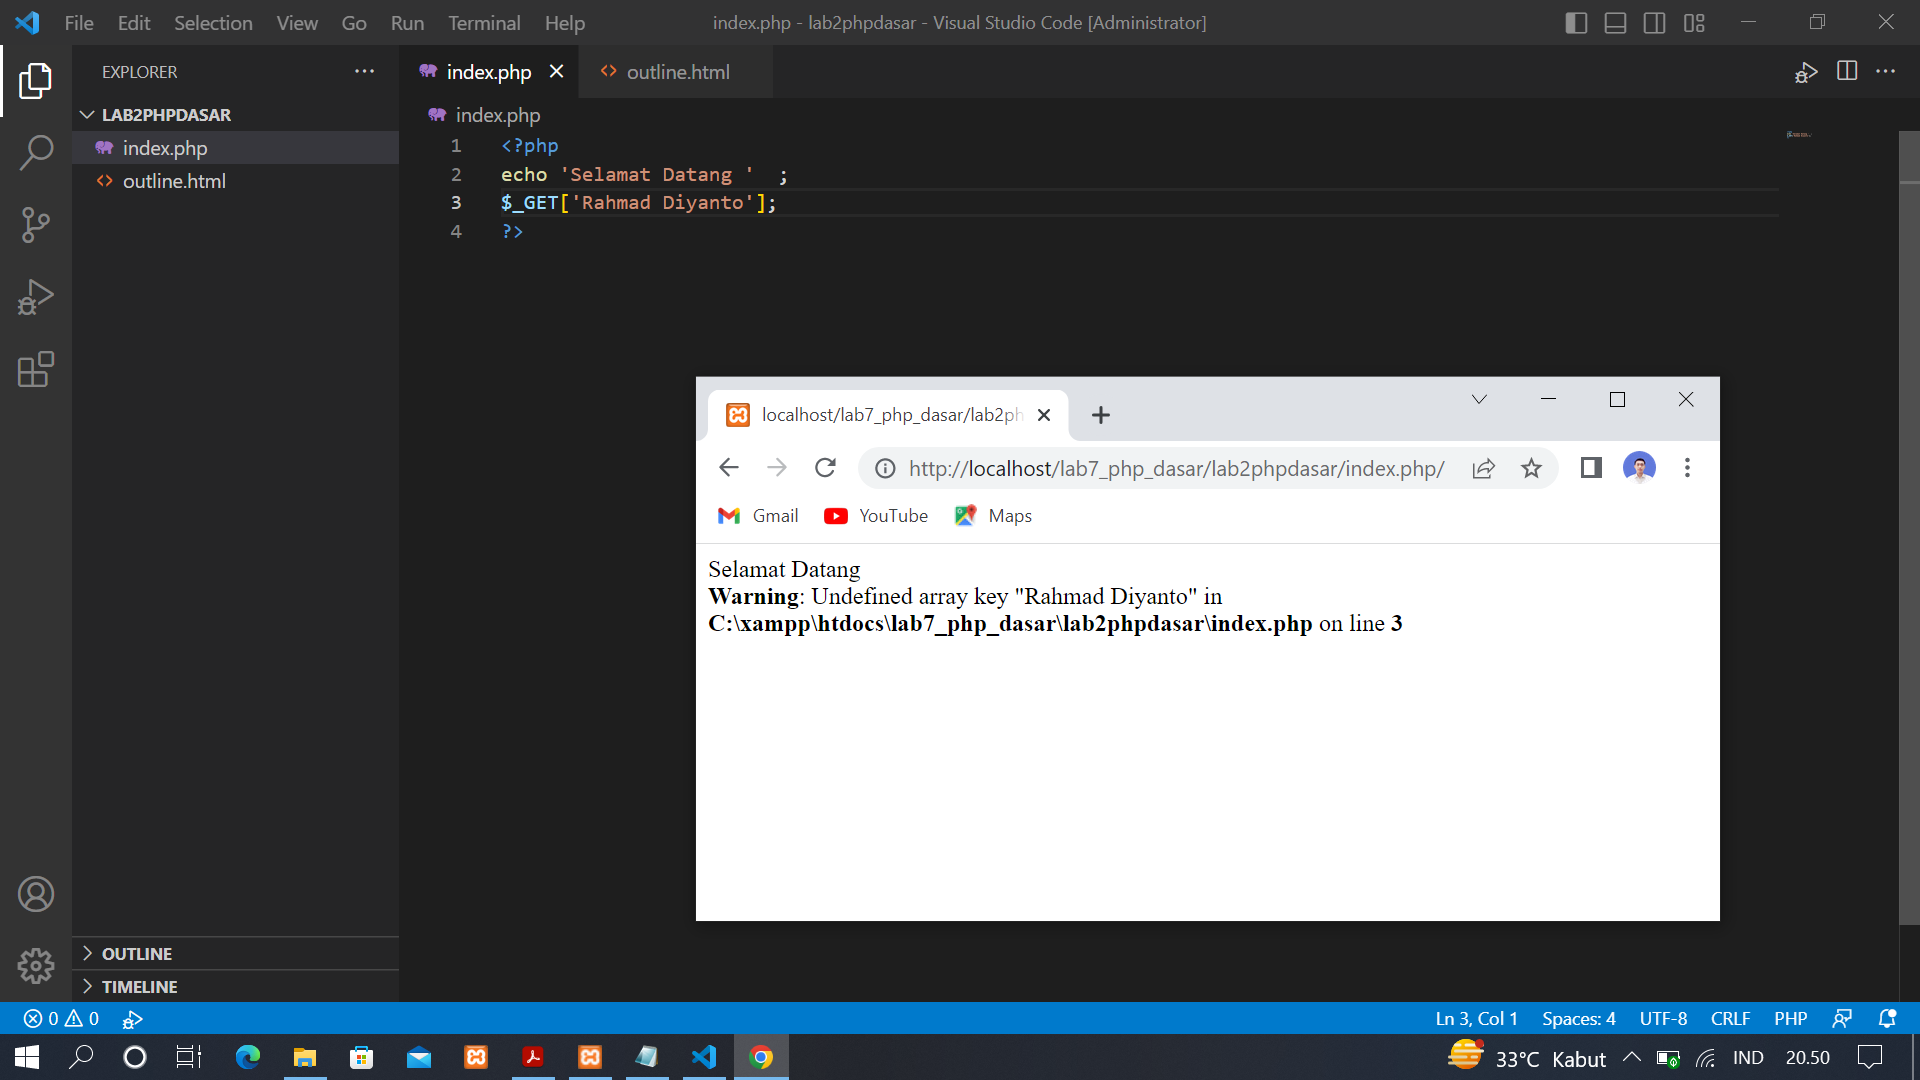 File Edit Selection View Go Run Terminal Help
index.php - lab2phpdasar - Visual Studio Code [Administrator]
EXPLORER
LAB2PHPDASAR
index.php
outline.html
OUTLINE
TIMELINE
index.php
outline.html
index.php
1 <?php
2 echo 'Selamat Datang '  ;
3 $_GET['Rahmad Diyanto'];
4 ?>
localhost/lab7_php_dasar/lab2ph
http://localhost/lab7_php_dasar/lab2phpdasar/index.php/
Gmail YouTube Maps
Selamat Datang
Warning: Undefined array key "Rahmad Diyanto" in
C:\xampp\htdocs\lab7_php_dasar\lab2phpdasar\index.php on line 3
0 0
Ln 3, Col 1 Spaces: 4 UTF-8 CRLF PHP
33°C Kabut IND 20.50